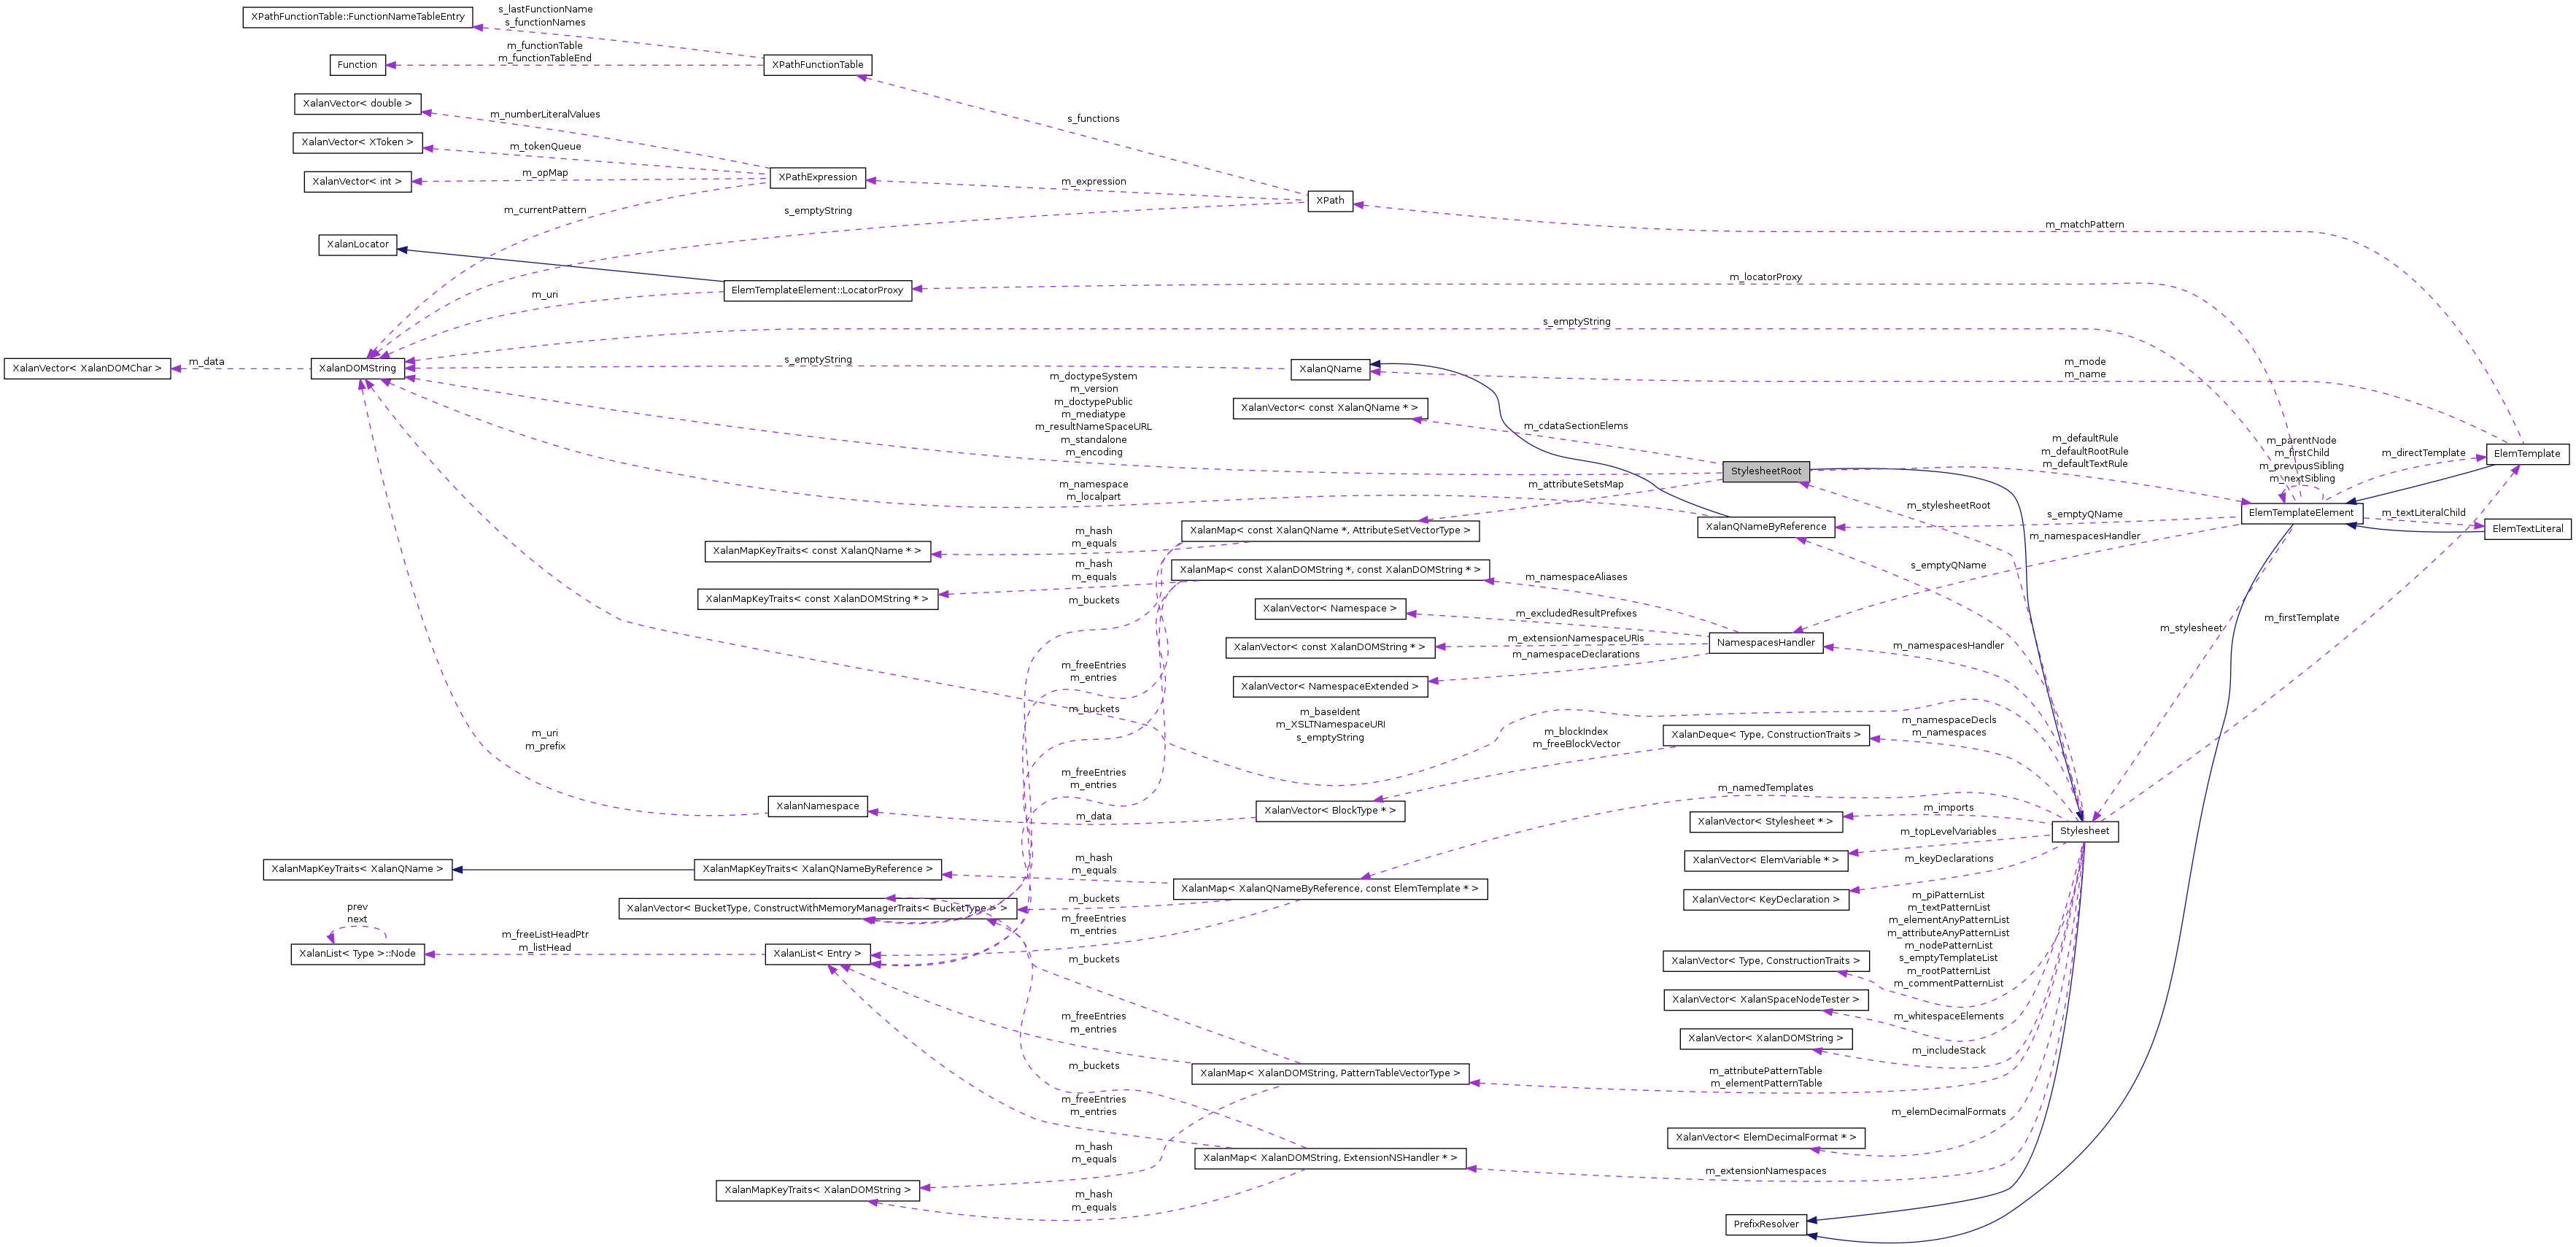 XPathFunctionTable::FunctionNameTableEntry
s_lastFunctionName
s_functionNames
Function
m_functionTable
m_functionTableEnd
XPathFunctionTable
XalanVector< double >
m_numberLiteralValues
s_functions
XalanVector< XToken >
m_tokenQueue
XalanVector< int >
m_opMap
XPathExpression
m_expression
XPath
m_currentPattern
s_emptyString
m_matchPattern
XalanLocator
ElemTemplateElement::LocatorProxy
m_locatorProxy
m_uri
s_emptyString
XalanVector< XalanDOMChar >
m_data
XalanDOMString
s_emptyString
XalanQName
m_mode
m_name
m_doctypeSystem
m_version
m_doctypePublic
m_mediatype
m_resultNameSpaceURL
m_standalone
m_encoding
XalanVector< const XalanQName * >
m_cdataSectionElems
StylesheetRoot
m_defaultRule
m_defaultRootRule
m_defaultTextRule
m_parentNode
m_firstChild
m_previousSibling
m_nextSibling
m_directTemplate
ElemTemplate
m_namespace
m_localpart
m_attributeSetsMap
m_stylesheetRoot
ElemTemplateElement
m_textLiteralChild
ElemTextLiteral
XalanMap< const XalanQName *, AttributeSetVectorType >
XalanQNameByReference
s_emptyQName
m_namespacesHandler
XalanMapKeyTraits< const XalanQName * >
m_hash
m_equals
XalanMap< const XalanDOMString *, const XalanDOMString * >
m_namespaceAliases
s_emptyQName
XalanMapKeyTraits< const XalanDOMString * >
m_hash
m_equals
m_buckets
XalanVector< Namespace >
m_excludedResultPrefixes
XalanVector< const XalanDOMString * >
m_extensionNamespaceURIs
NamespacesHandler
m_namespacesHandler
m_stylesheet
m_firstTemplate
m_freeEntries
m_entries
XalanVector< NamespaceExtended >
m_namespaceDeclarations
m_buckets
m_baseIdent
m_XSLTNamespaceURI
s_emptyString
m_uri
m_prefix
m_blockIndex
m_freeBlockVector
XalanDeque< Type, ConstructionTraits >
m_namespaceDecls
m_namespaces
m_freeEntries
m_entries
XalanNamespace
m_data
XalanVector< BlockType * >
m_namedTemplates
XalanVector< Stylesheet * >
m_imports
Stylesheet
XalanVector< ElemVariable * >
m_topLevelVariables
XalanMapKeyTraits< XalanQName >
XalanMapKeyTraits< XalanQNameByReference >
m_hash
m_equals
XalanMap< XalanQNameByReference, const ElemTemplate * >
XalanVector< KeyDeclaration >
m_keyDeclarations
XalanVector< BucketType, ConstructWithMemoryManagerTraits< BucketType > >
m_buckets
m_freeEntries
m_entries
prev
next
XalanList< Type >::Node
m_freeListHeadPtr
m_listHead
XalanList< Entry >
m_buckets
m_piPatternList
m_textPatternList
m_elementAnyPatternList
m_attributeAnyPatternList
m_nodePatternList
s_emptyTemplateList
m_rootPatternList
m_commentPatternList
XalanVector< Type, ConstructionTraits >
XalanVector< XalanSpaceNodeTester >
m_whitespaceElements
m_freeEntries
m_entries
XalanVector< XalanDOMString >
m_includeStack
m_buckets
XalanMap< XalanDOMString, PatternTableVectorType >
m_attributePatternTable
m_elementPatternTable
m_freeEntries
m_entries
XalanVector< ElemDecimalFormat * >
m_elemDecimalFormats
m_hash
m_equals
XalanMap< XalanDOMString, ExtensionNSHandler * >
m_extensionNamespaces
XalanMapKeyTraits< XalanDOMString >
m_hash
m_equals
PrefixResolver